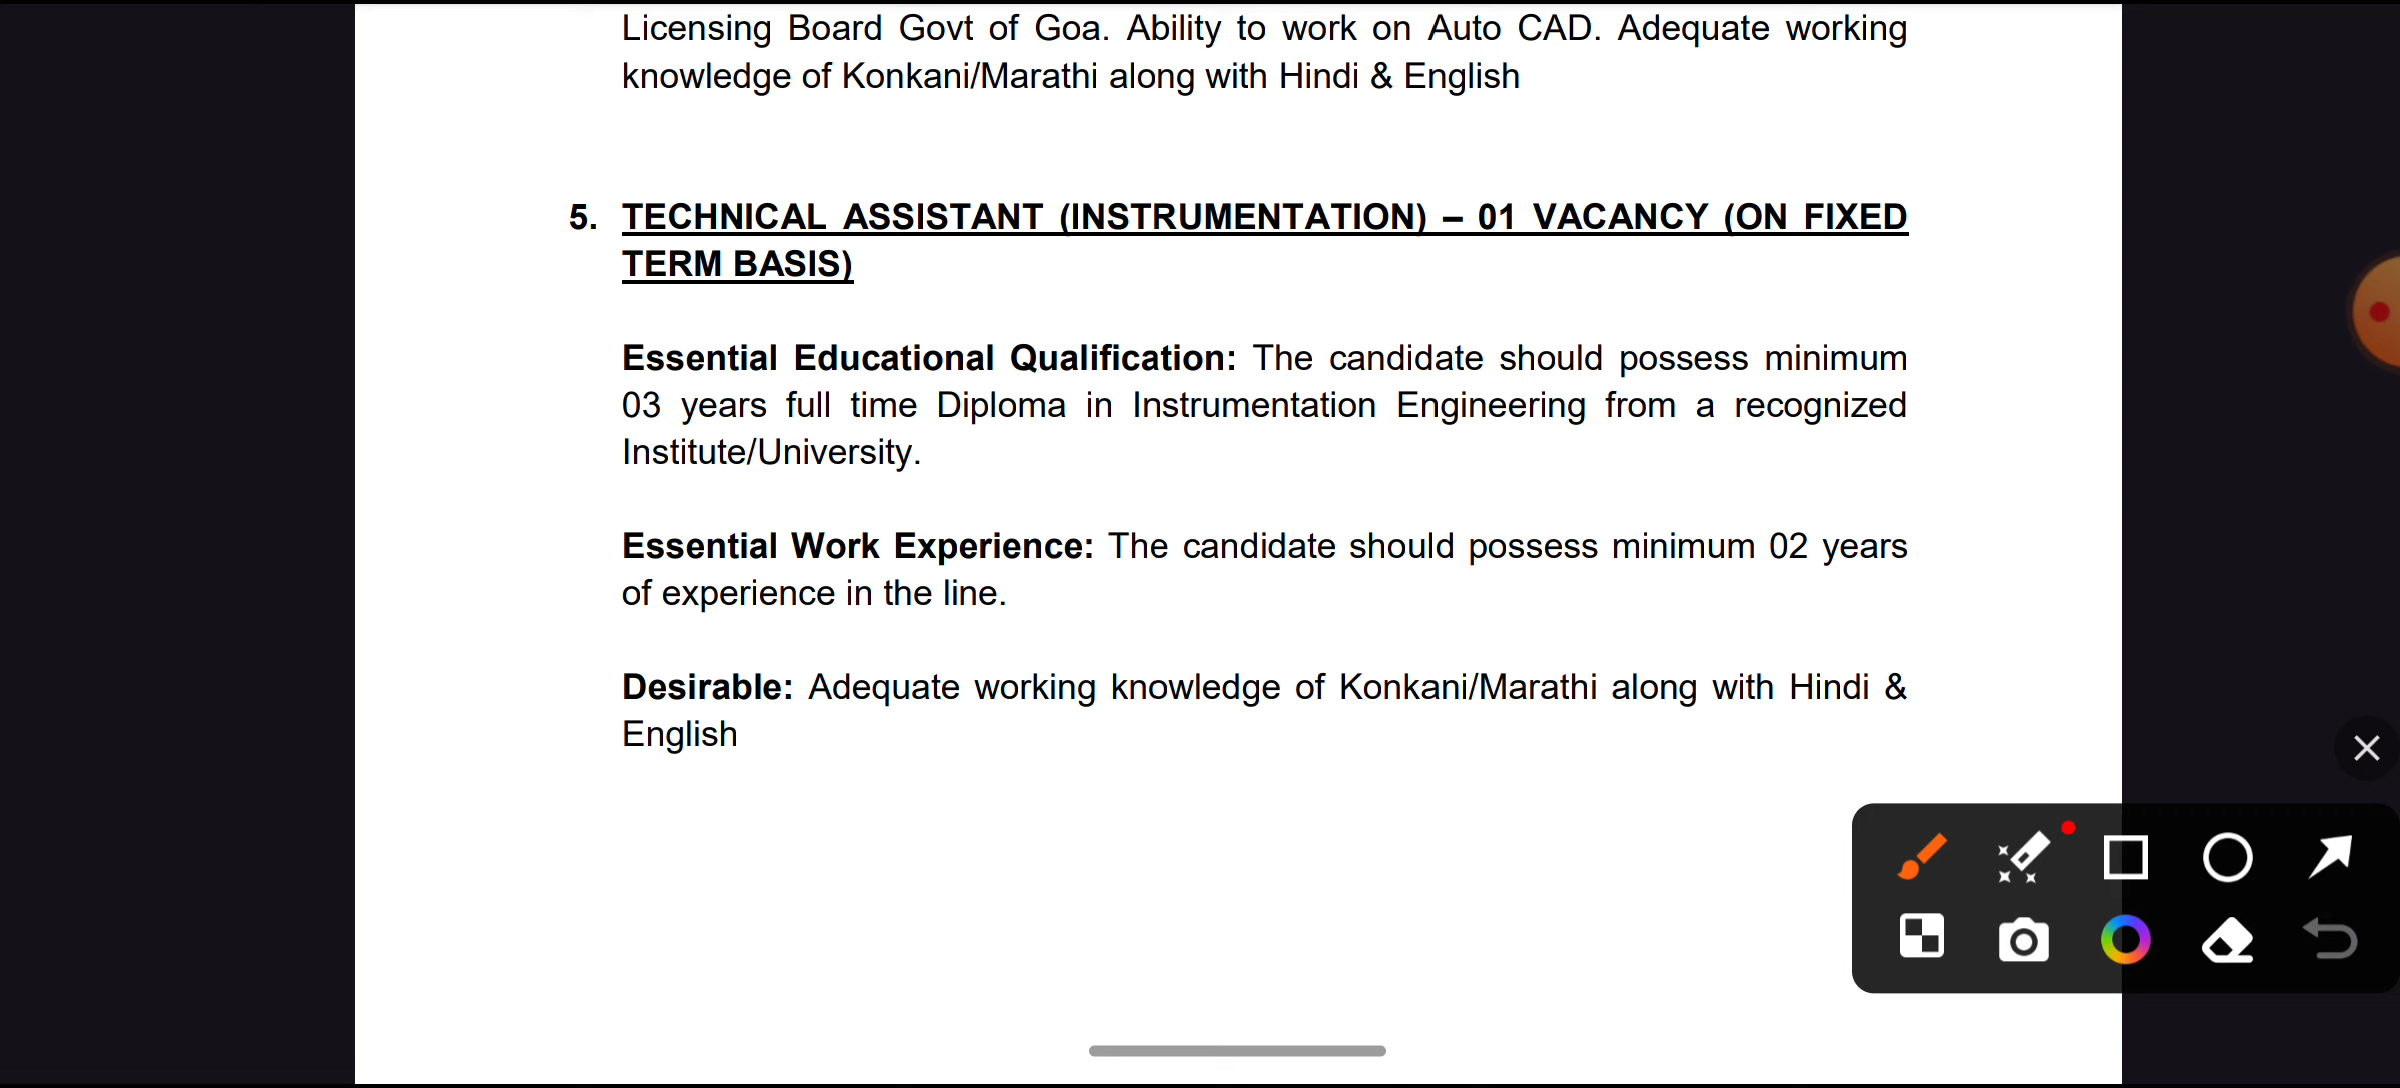 Licensing Board Govt of Goa. Ability to work on Auto CAD. Adequate working
knowledge of Konkani/Marathi along with Hindi & English
5. TECHNICAL ASSISTANT (INSTRUMENTATION) – 01 VACANCY (ON FIXED
TERM BASIS)
Essential Educational Qualification: The candidate should possess minimum
03 years full time Diploma in Instrumentation Engineering from a recognized
Institute/University.
Essential Work Experience: The candidate should possess minimum 02 years
of experience in the line.
Desirable: Adequate working knowledge of Konkani/Marathi along with Hindi &
English